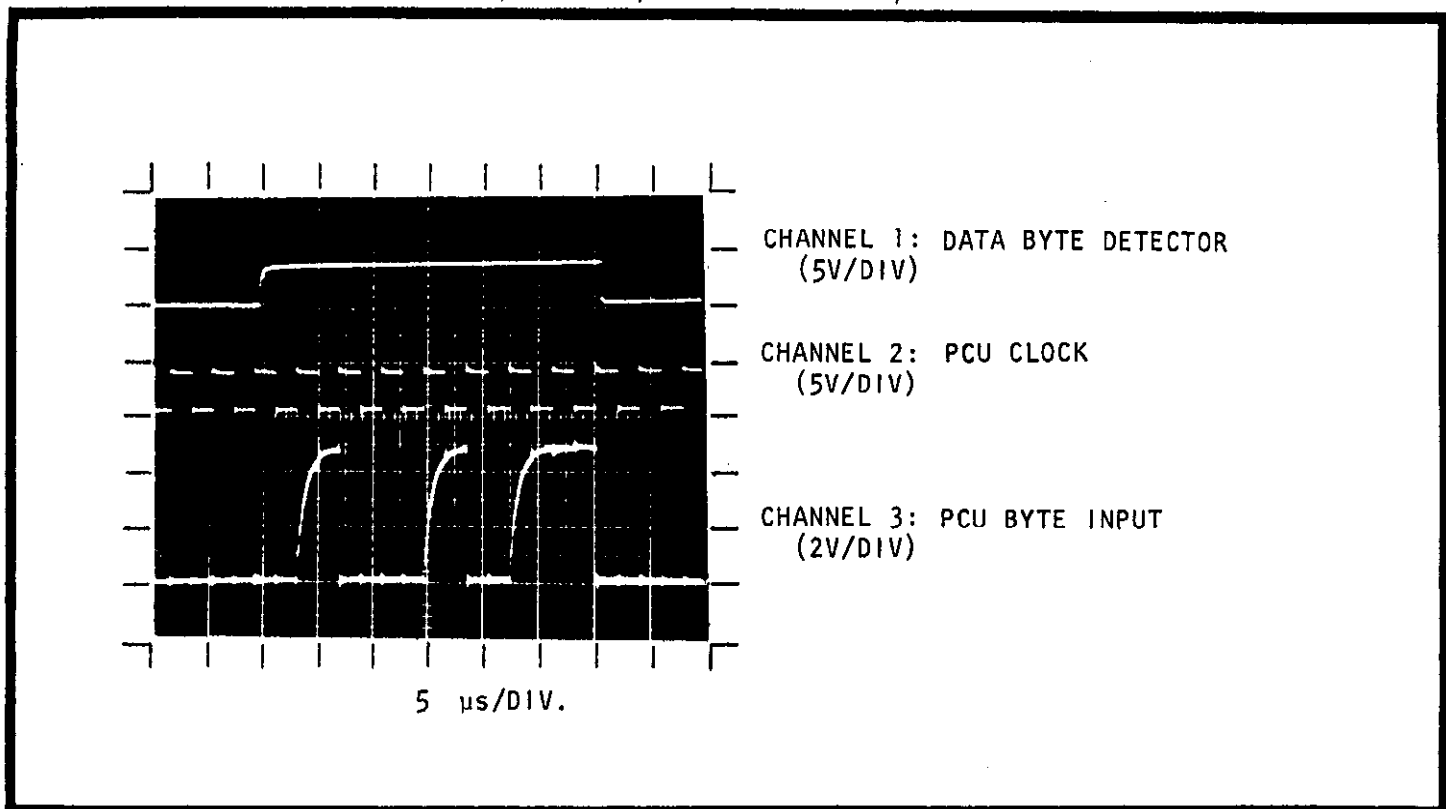 CHANNEL 1: DATA BYTE DETECTOR
(5V/DIV)
CHANNEL 2: PCU CLOCK
(5V/DIV)
CHANNEL 3: PCU BYTE INPUT
(2V/DIV)
5 µs/DIV.